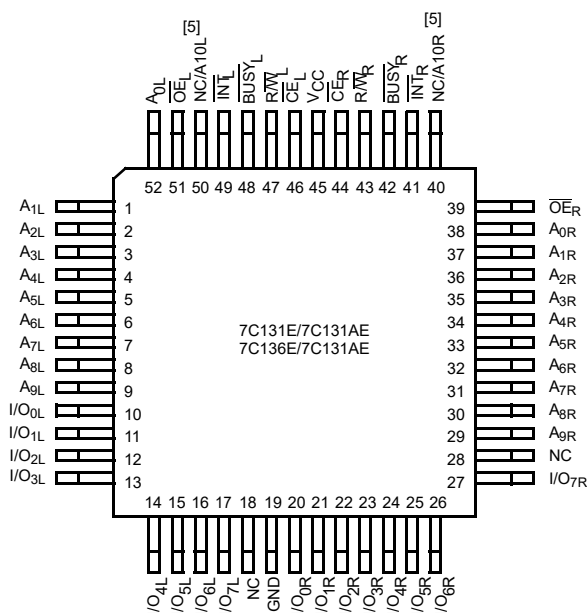 [5] [5]
A0L OEL NC/A10L INTL BUSYL R/WL CEL VCC CER R/WR BUSYR INTR NC/A10R
52 51 50 49 48 47 46 45 44 43 42 41 40
A1L 1 39 OER
A2L 2 38 A0R
A3L 3 37 A1R
A4L 4 36 A2R
A5L 5 35 A3R
A6L 6 34 A4R
7C131E/7C131AE
A7L 7 33 A5R
7C136E/7C131AE
A8L 8 32 A6R
A9L 9 31 A7R
I/O0L 10 30 A8R
I/O1L 11 29 A9R
I/O2L 12 28 NC
I/O3L 13 27 I/O7R
14 15 16 17 18 19 20 21 22 23 24 25 26
/O4L /O5L /O6L /O7L NC GND /O0R /O1R /O2R /O3R /O4R /O5R /O6R